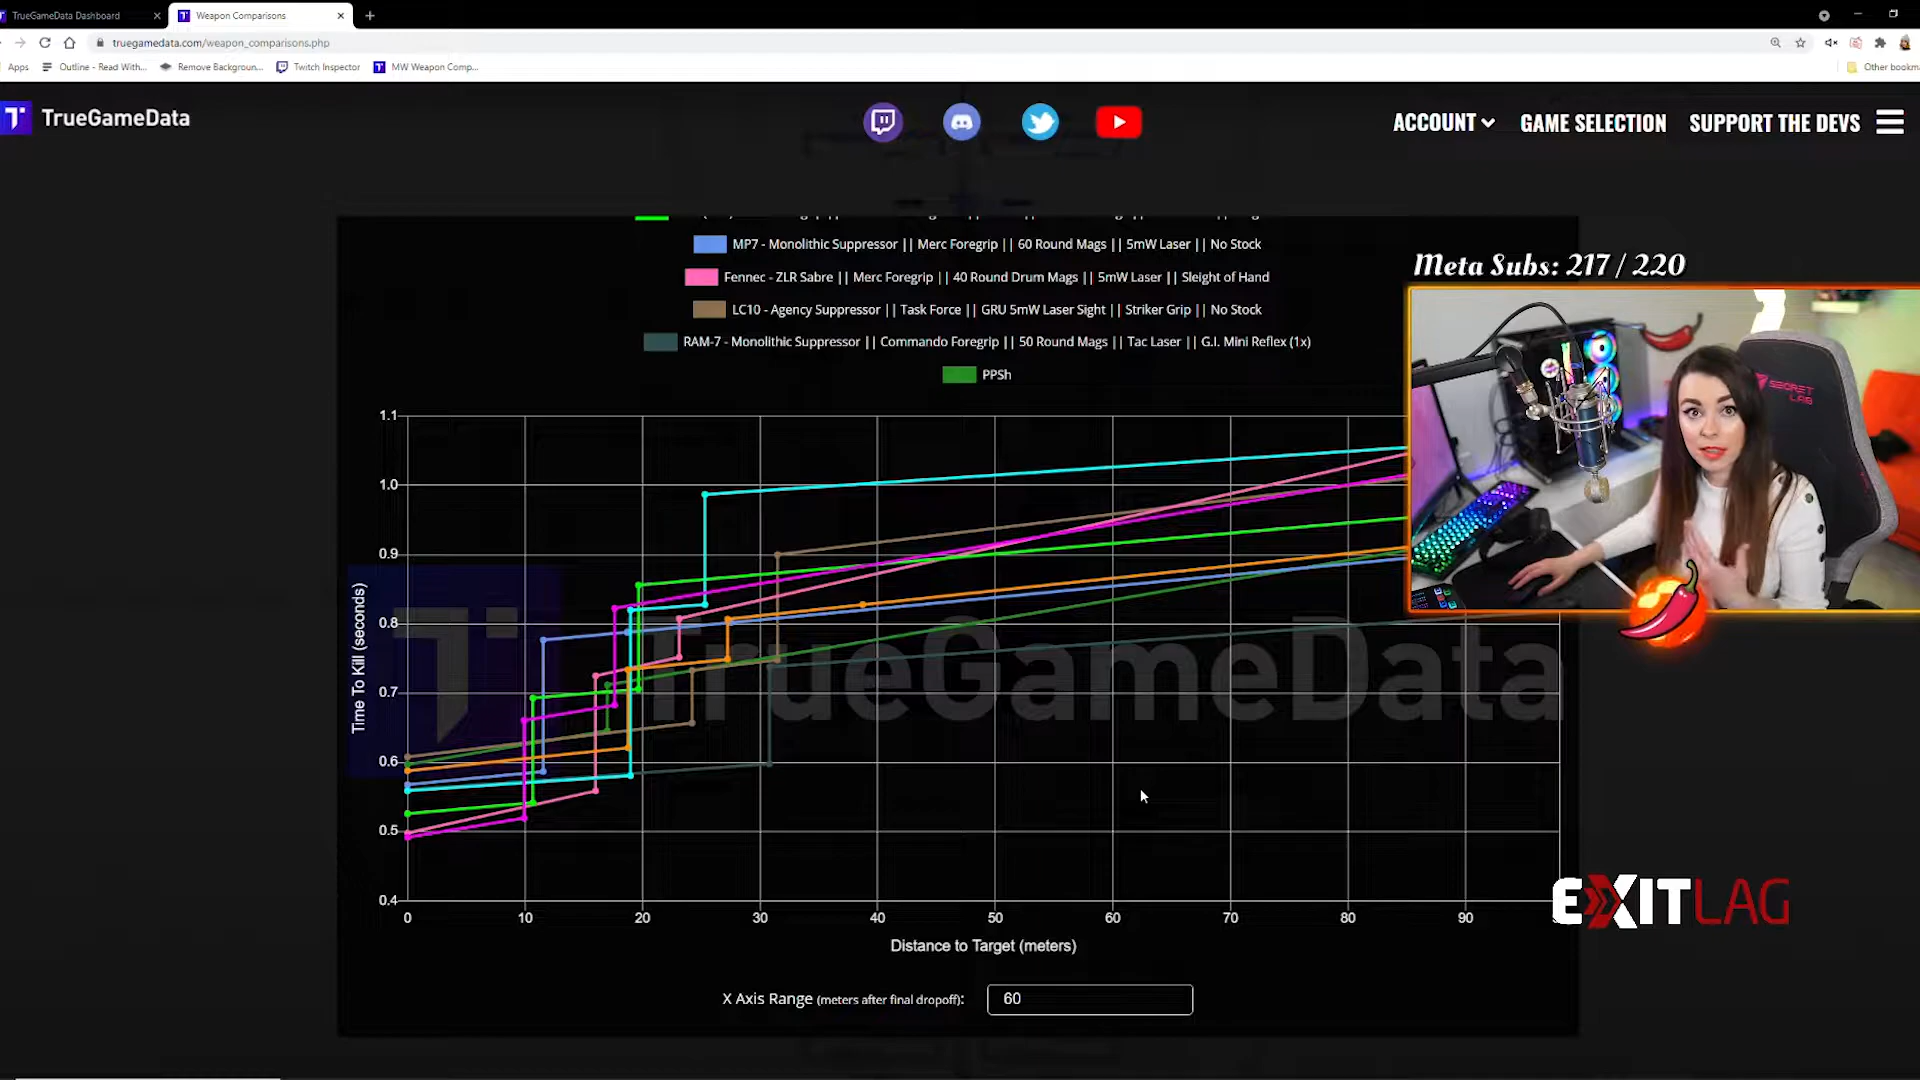 TrueGameData Dashboard
Weapon Comparisons
truegamedata.com/weapon_comparisons.php
Apps
Outline - Read With...
Remove Backgroun...
Twitch Inspector
MW Weapon Comp...
Other bookm
TrueGameData
ACCOUNT
GAME SELECTION
SUPPORT THE DEVS
MP7 - Monolithic Suppressor || Merc Foregrip || 60 Round Mags || 5mW Laser || No Stock
Fennec - ZLR Sabre || Merc Foregrip || 40 Round Drum Mags || 5mW Laser || Sleight of Hand
LC10 - Agency Suppressor || Task Force || GRU 5mW Laser Sight || Striker Grip || No Stock
RAM-7 - Monolithic Suppressor || Commando Foregrip || 50 Round Mags || Tac Laser || G.I. Mini Reflex (1x)
PPSh
Meta Subs: 217 / 220
SECRET
LAB
1.1
1.0
0.9
0.8
0.7
0.6
0.5
0.4
Time To Kill (seconds)
TrueGameData
0 10 20 30 40 50 60 70 80 90
Distance to Target (meters)
X Axis Range (meters after final dropoff): 60
EXITLAG